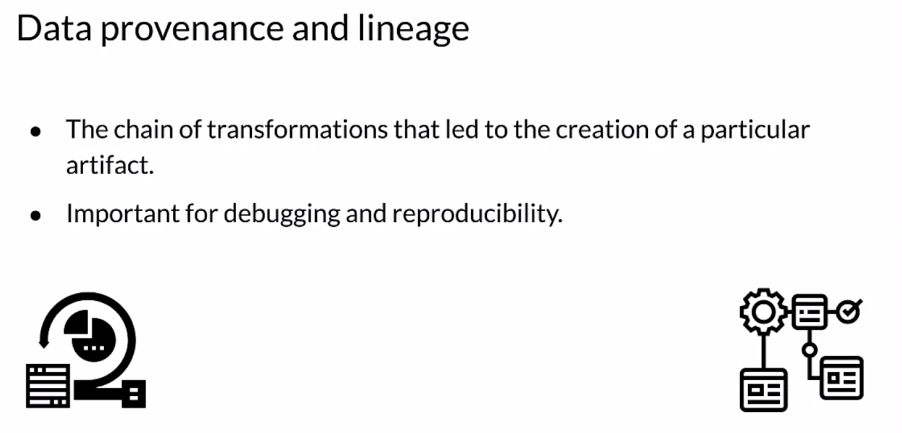 Data provenance and lineage
● The chain of transformations that led to the creation of a particular
artifact.
● Important for debugging and reproducibility.